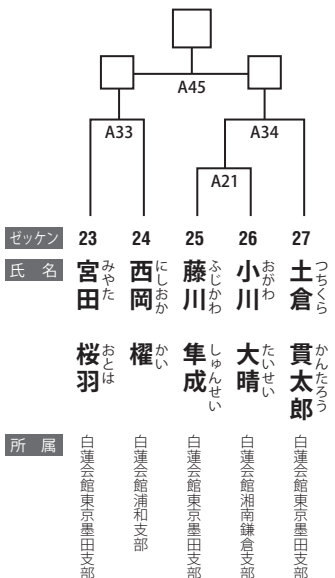 A45
A33
A34
A21
ゼッケン 23 24 25 26 27
氏 名
宮田 桜羽
みやた おとは
西岡 櫂
にしおか かい
藤川 隼成
ふじかわ しゅんせい
小川 大晴
おがわ たいせい
土倉 貫太郎
つちくら かんたろう
所 属
白蓮会館東京墨田支部
白蓮会館浦和支部
白蓮会館東京墨田支部
白蓮会館湘南鎌倉支部
白蓮会館東京墨田支部